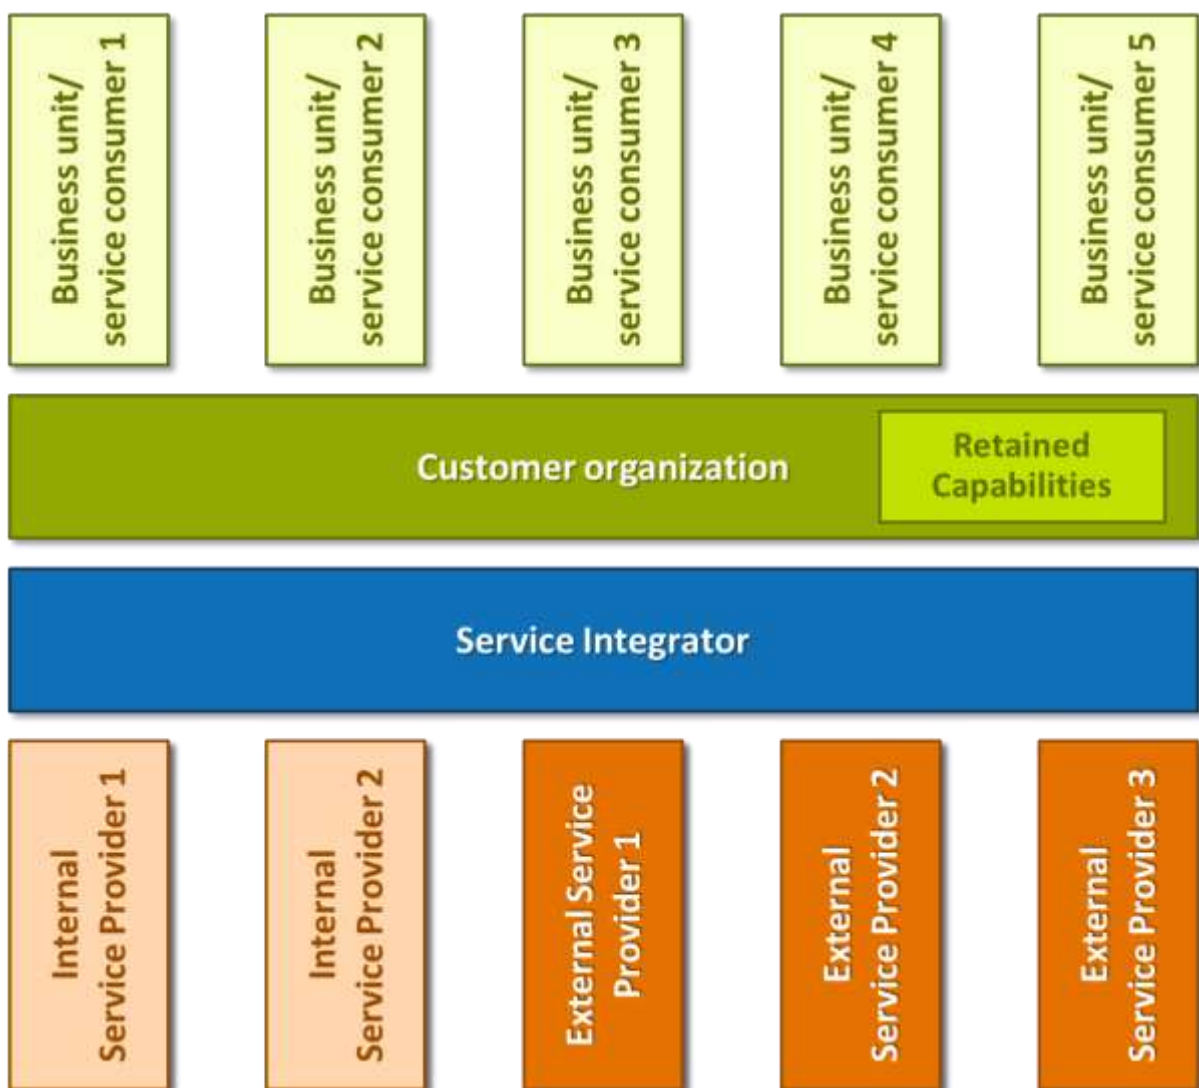 Business unit/
service consumer 1
Business unit/
service consumer 2
Business unit/
service consumer 3
Business unit/
service consumer 4
Business unit/
service consumer 5
Customer organization
Retained
Capabilities
Service Integrator
Internal
Service Provider 1
Internal
Service Provider 2
External Service
Provider 1
External
Service Provider 2
External
Service Provider 3